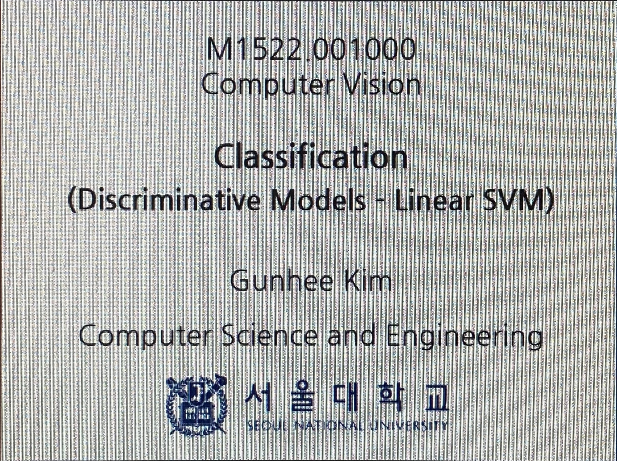 M1522.001000
Computer Vision
Classification
(Discriminative Models - Linear SVM)
Gunhee Kim
Computer Science and Engineering
서울대학교
SEOUL NATIONAL UNIVERSITY